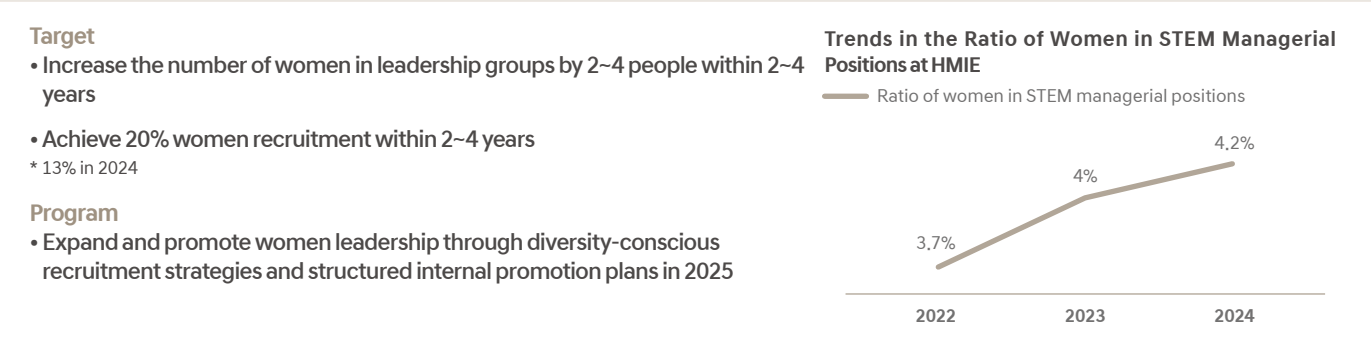 Target
• Increase the number of women in leadership groups by 2~4 people within 2~4
years
• Achieve 20% women recruitment within 2~4 years
* 13% in 2024
Program
• Expand and promote women leadership through diversity-conscious
recruitment strategies and structured internal promotion plans in 2025
Trends in the Ratio of Women in STEM Managerial
Positions at HMIE
Ratio of women in STEM managerial positions
3.7%
4%
4.2%
2022
2023
2024